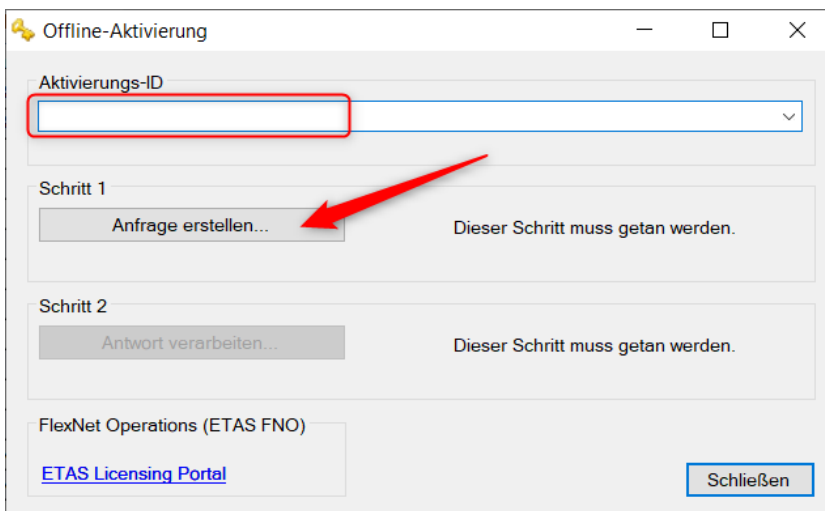 Offline-Aktivierung
Aktivierungs-ID
Schritt 1
Anfrage erstellen...
Dieser Schritt muss getan werden.
Schritt 2
Antwort verarbeiten...
Dieser Schritt muss getan werden.
FlexNet Operations (ETAS FNO)
ETAS Licensing Portal
Schließen